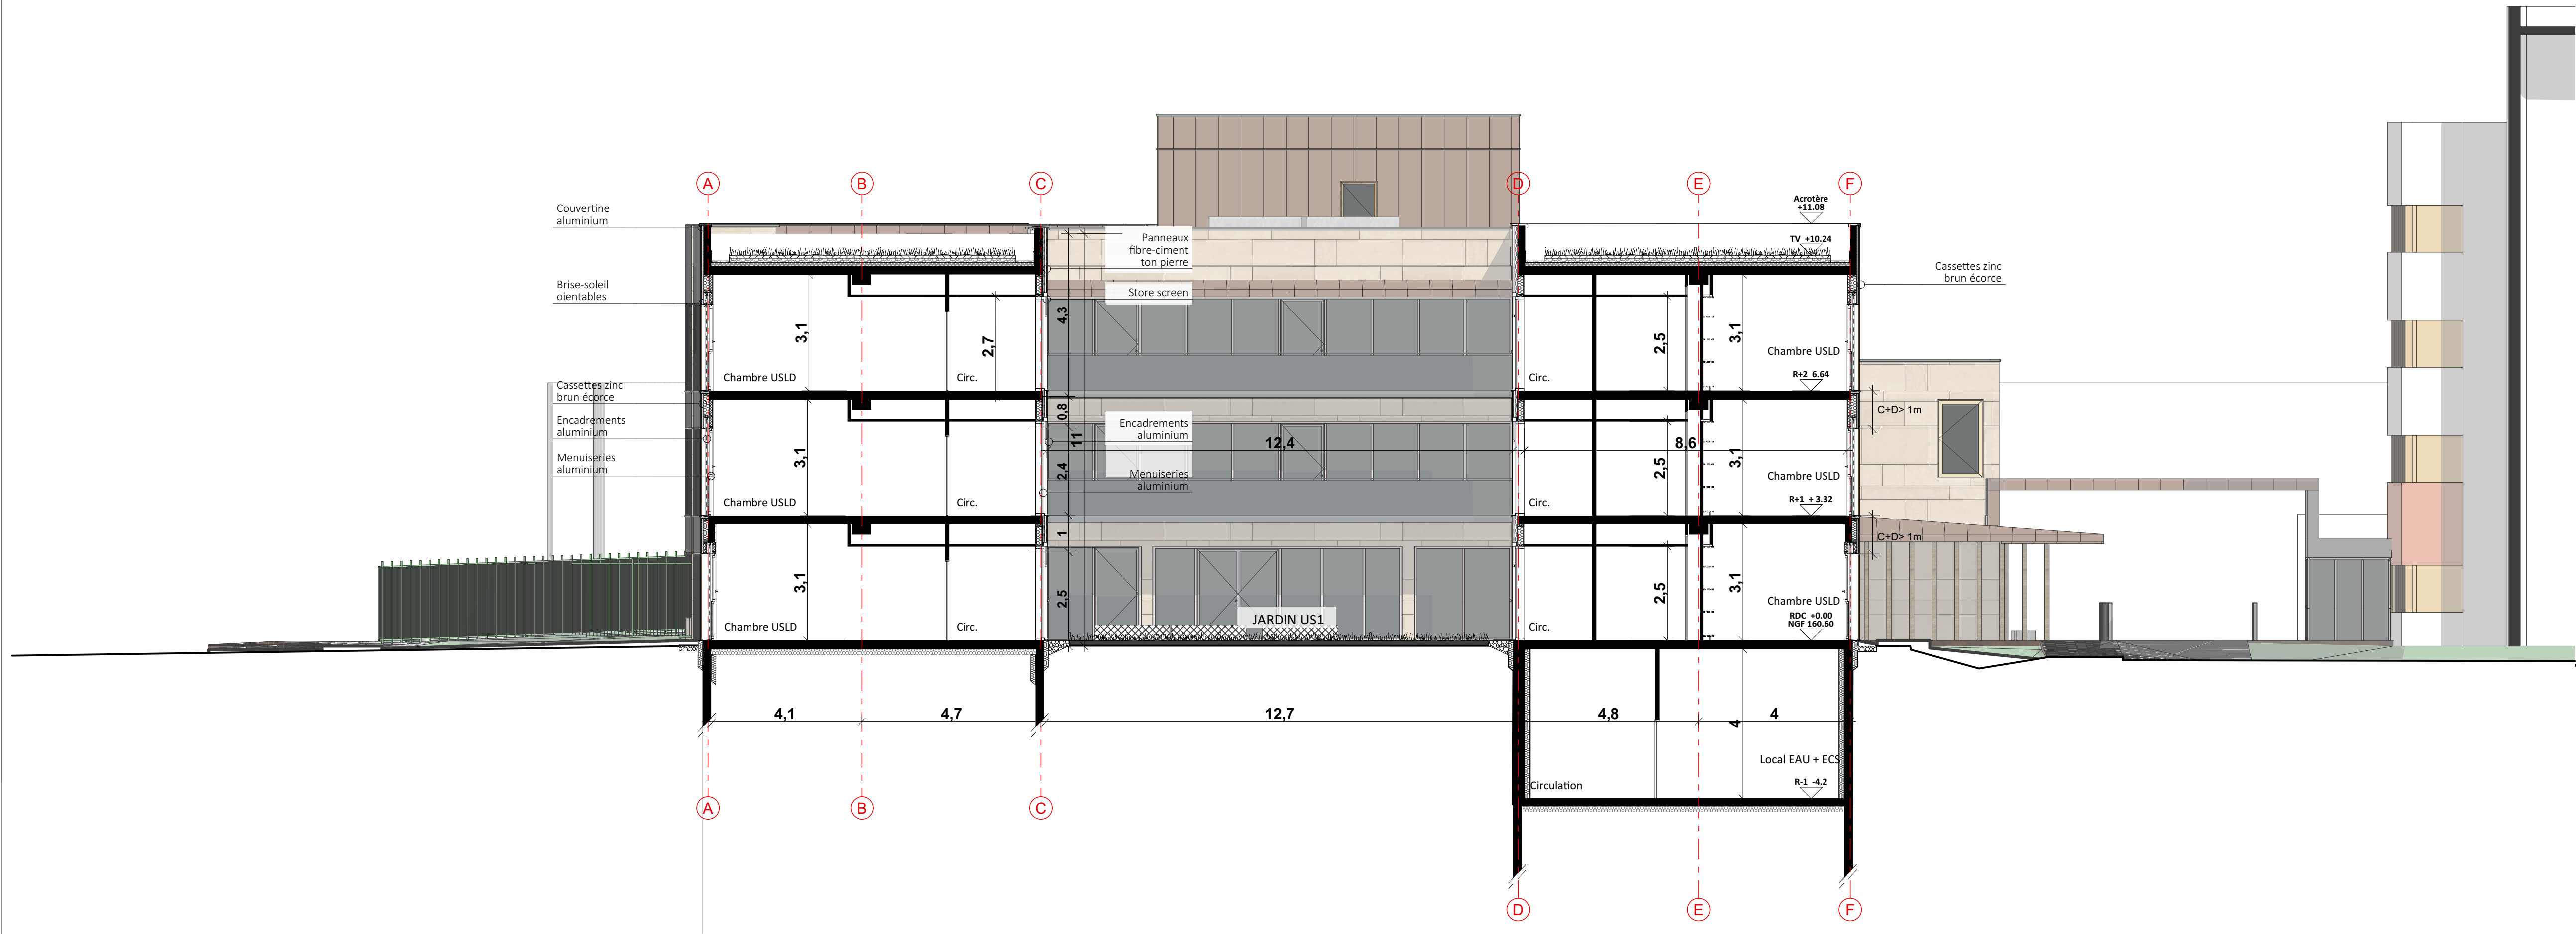 A
B
C
D
E
F
Couvertine
aluminium
Acrotère
+11.08
TV +10.24
Panneaux
fibre-ciment
ton pierre
Store screen
Brise-soleil
oientables
Cassettes zinc
brun écorce
4,3
3,1
2,7
2,5
3,1
Chambre USLD
Circ.
Circ.
Chambre USLD
R+2 6.64
Cassettes zinc
brun écorce
Encadrements
aluminium
Menuiseries
aluminium
0,8
11
2,4
Encadrements
aluminium
Menuiseries
aluminium
12,4
8,6
C+D> 1m
3,1
2,5
3,1
Chambre USLD
Circ.
Circ.
Chambre USLD
R+1 + 3.32
1
C+D> 1m
3,1
2,5
2,5
3,1
Chambre USLD
Circ.
JARDIN US1
Circ.
Chambre USLD
RDC +0.00
NGF 160.60
4,1
4,7
12,7
4,8
4
4
Local EAU + ECS
Circulation
R-1 -4.2
A
B
C
D
E
F